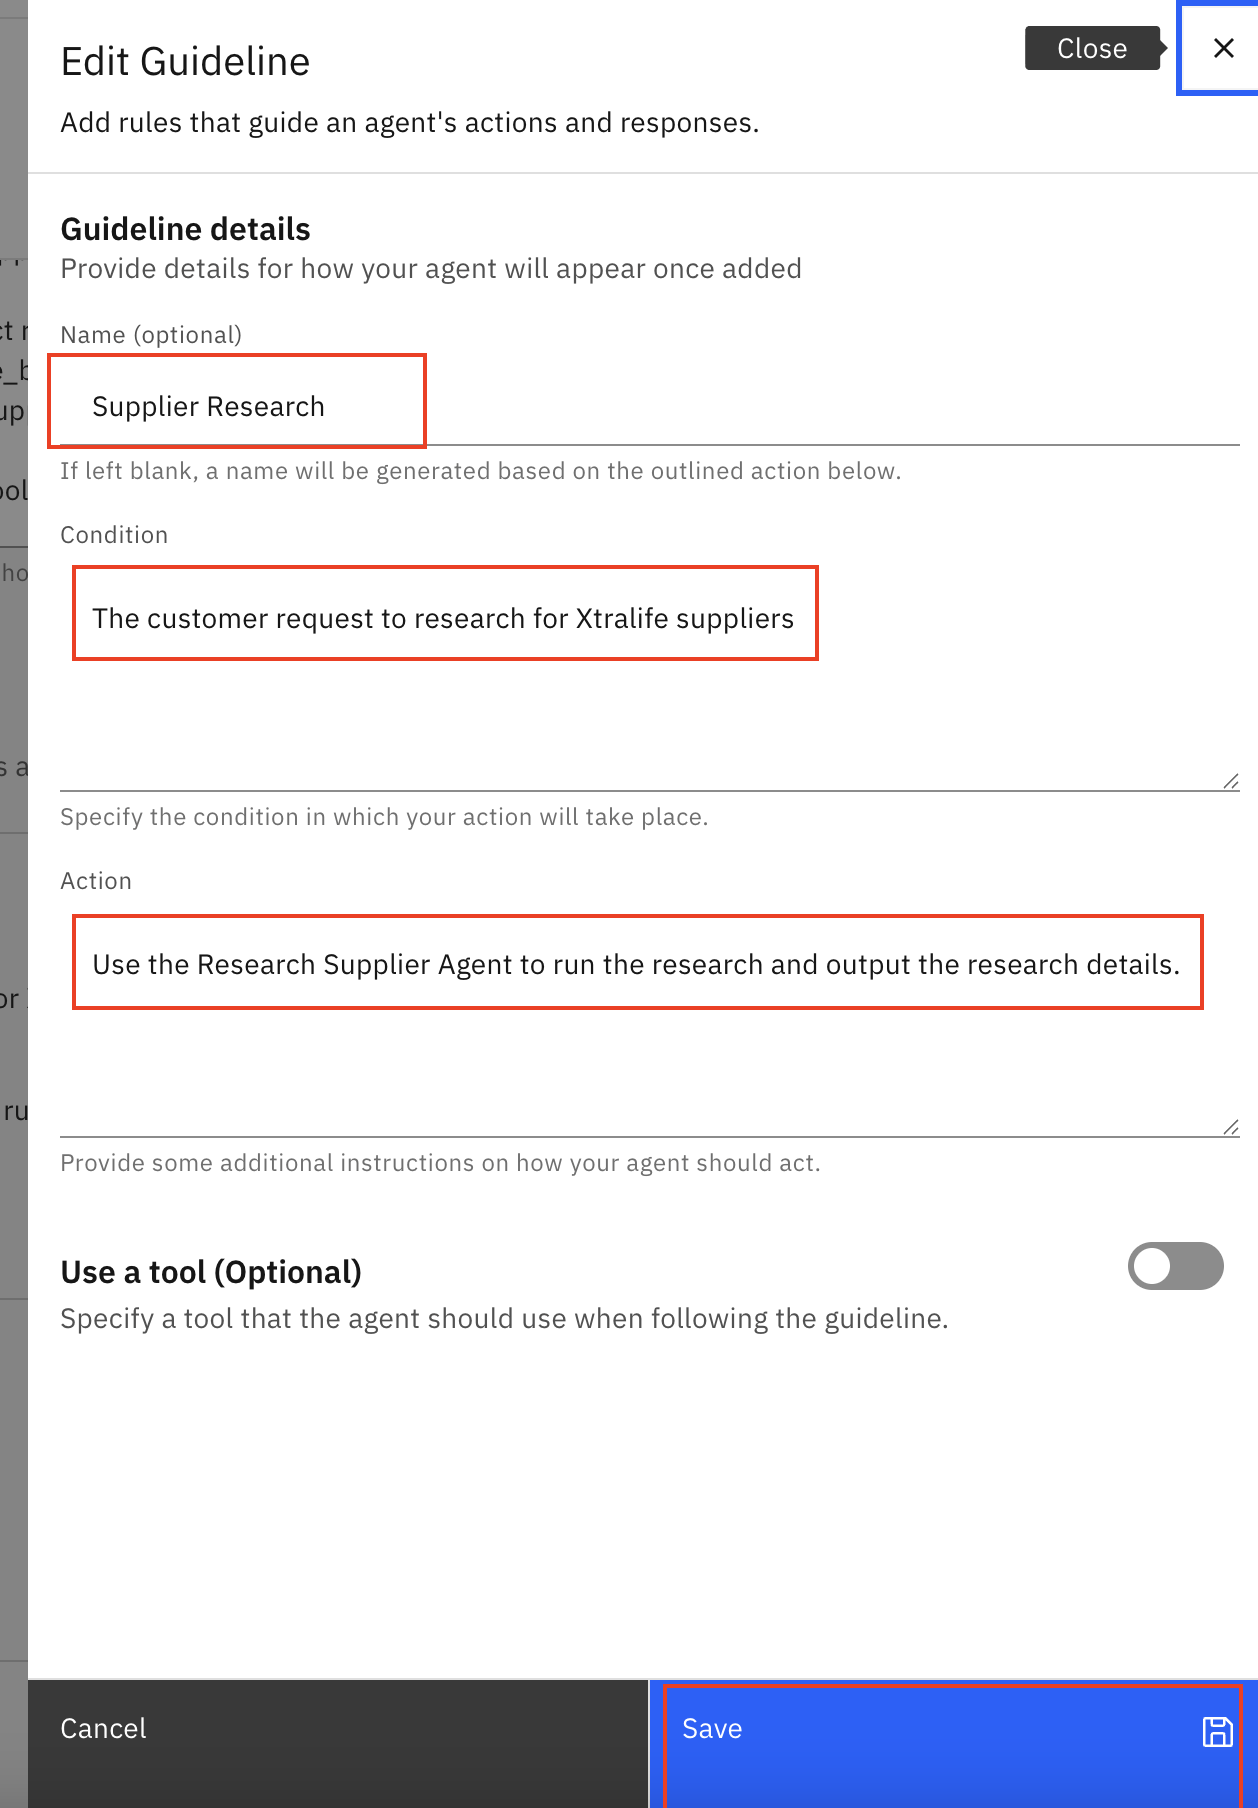 Edit Guideline
Close
Add rules that guide an agent's actions and responses.
Guideline details
Provide details for how your agent will appear once added
Name (optional)
Supplier Research
If left blank, a name will be generated based on the outlined action below.
Condition
The customer request to research for Xtralife suppliers
Specify the condition in which your action will take place.
Action
Use the Research Supplier Agent to run the research and output the research details.
Provide some additional instructions on how your agent should act.
Use a tool (Optional)
Specify a tool that the agent should use when following the guideline.
Cancel
Save